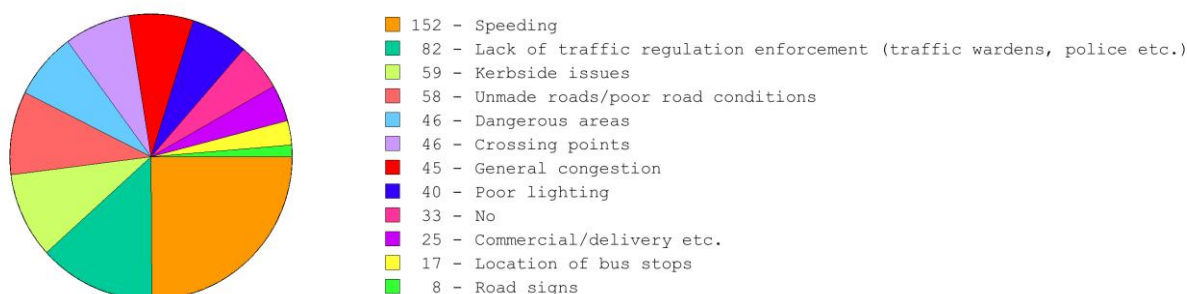 152 - Speeding
82 - Lack of traffic regulation enforcement (traffic wardens, police etc.)
59 - Kerbside issues
58 - Unmade roads/poor road conditions
46 - Dangerous areas
46 - Crossing points
45 - General congestion
40 - Poor lighting
33 - No
25 - Commercial/delivery etc.
17 - Location of bus stops
8 - Road signs